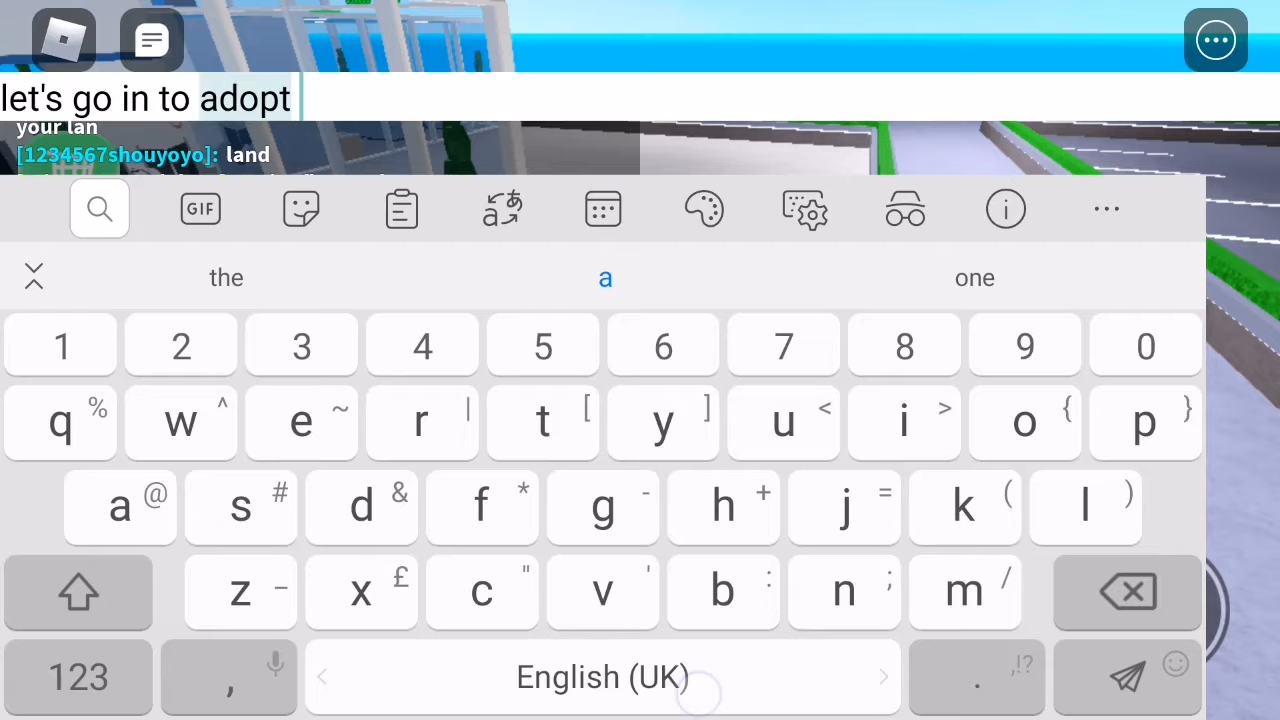 let's go in to adopt
your lan
[1234567shouyoyo]: land
GIF
the a one
1 2 3 4 5 6 7 8 9 0
q % w ^ e ~ r | t [ y ] u < i > o { p }
a @ s # d & f * g - h + j = k ( l )
z _ x £ c " v ' b : n ; m /
123 , English (UK) . ,!?